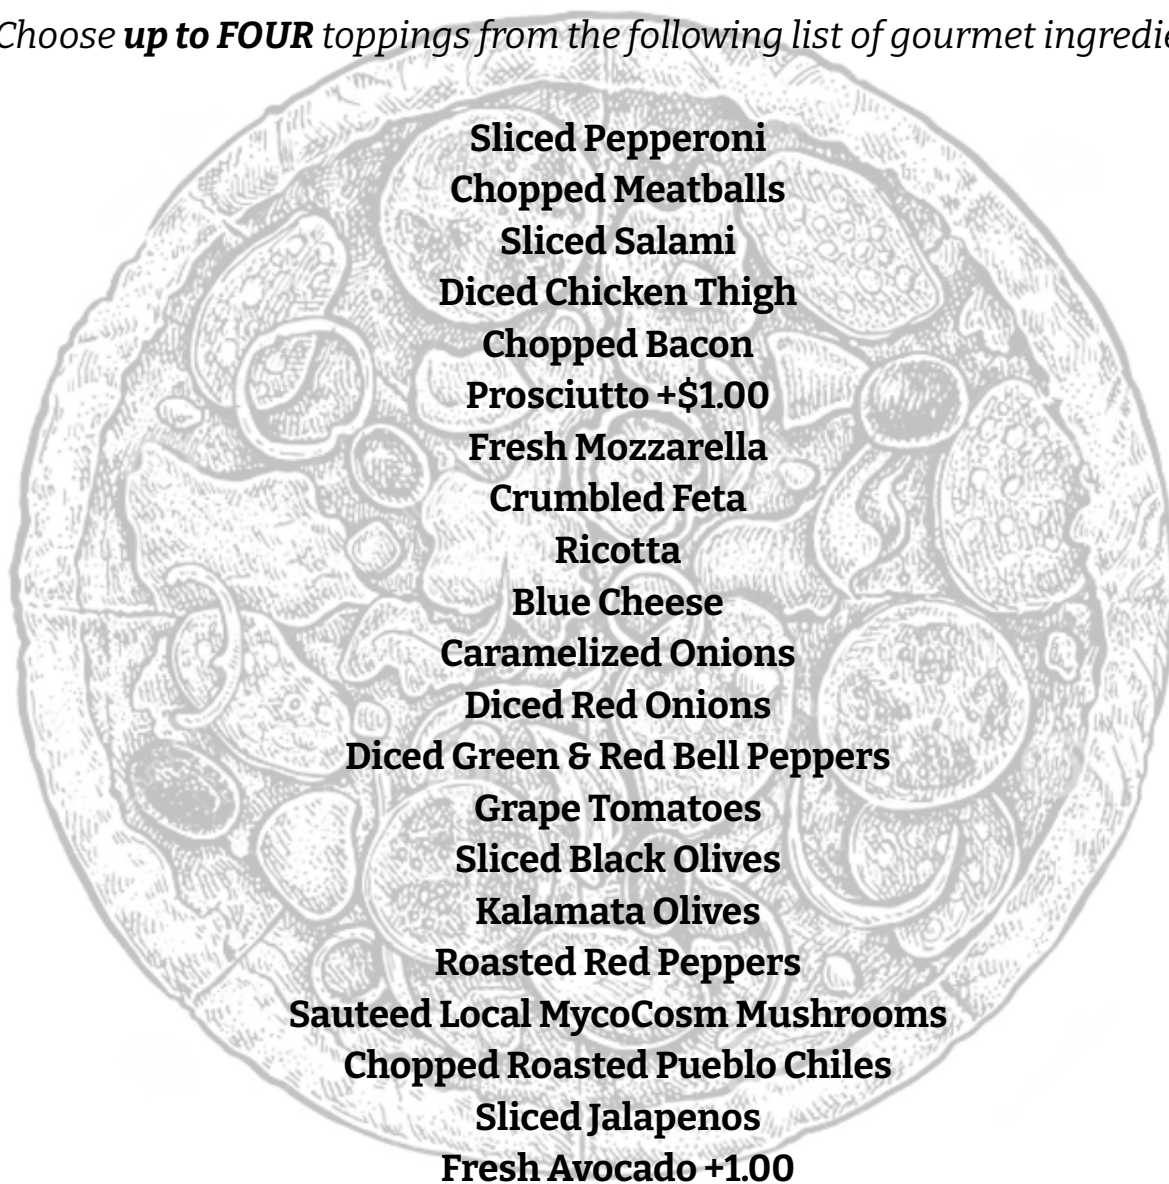 Choose up to FOUR toppings from the following list of gourmet
Sliced Pepperoni
Chopped Meatballs
Sliced Salami
Diced Chicken Thigh
Chopped Bacon
Prosciutto +$1.00
Fresh Mozzarella
Crumbled Feta
Ricotta
Blue Cheese
Caramelized Onions
Diced Red Onions
Diced Green & Red Bell Peppers
Grape Tomatoes
Sliced Black Olives
Kalamata Olives
Roasted Red Peppers
Sauteed Local MycoCosm Mushrooms
Chopped Roasted Pueblo Chiles
Sliced Jalapenos
Fresh Avocado +1.00